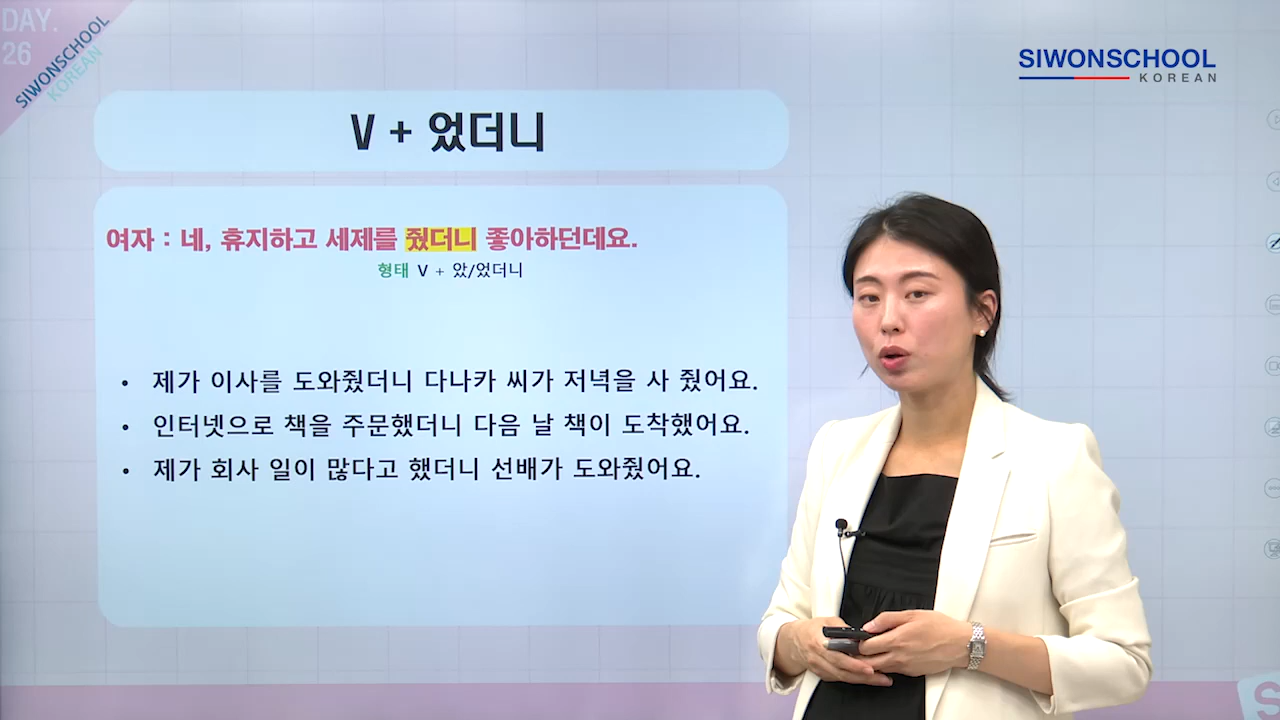 DAY.
26
SIWONSCHOOL
KOREAN
SIWONSCHOOL
KOREAN
V + 었더니
여자 : 네, 휴지하고 세제를 줬더니 좋아하던데요.
형태 V + 았/었더니
• 제가 이사를 도와줬더니 다나카 씨가 저녁을 사 줬어요.
• 인터넷으로 책을 주문했더니 다음 날 책이 도착했어요.
• 제가 회사 일이 많다고 했더니 선배가 도와줬어요.
S